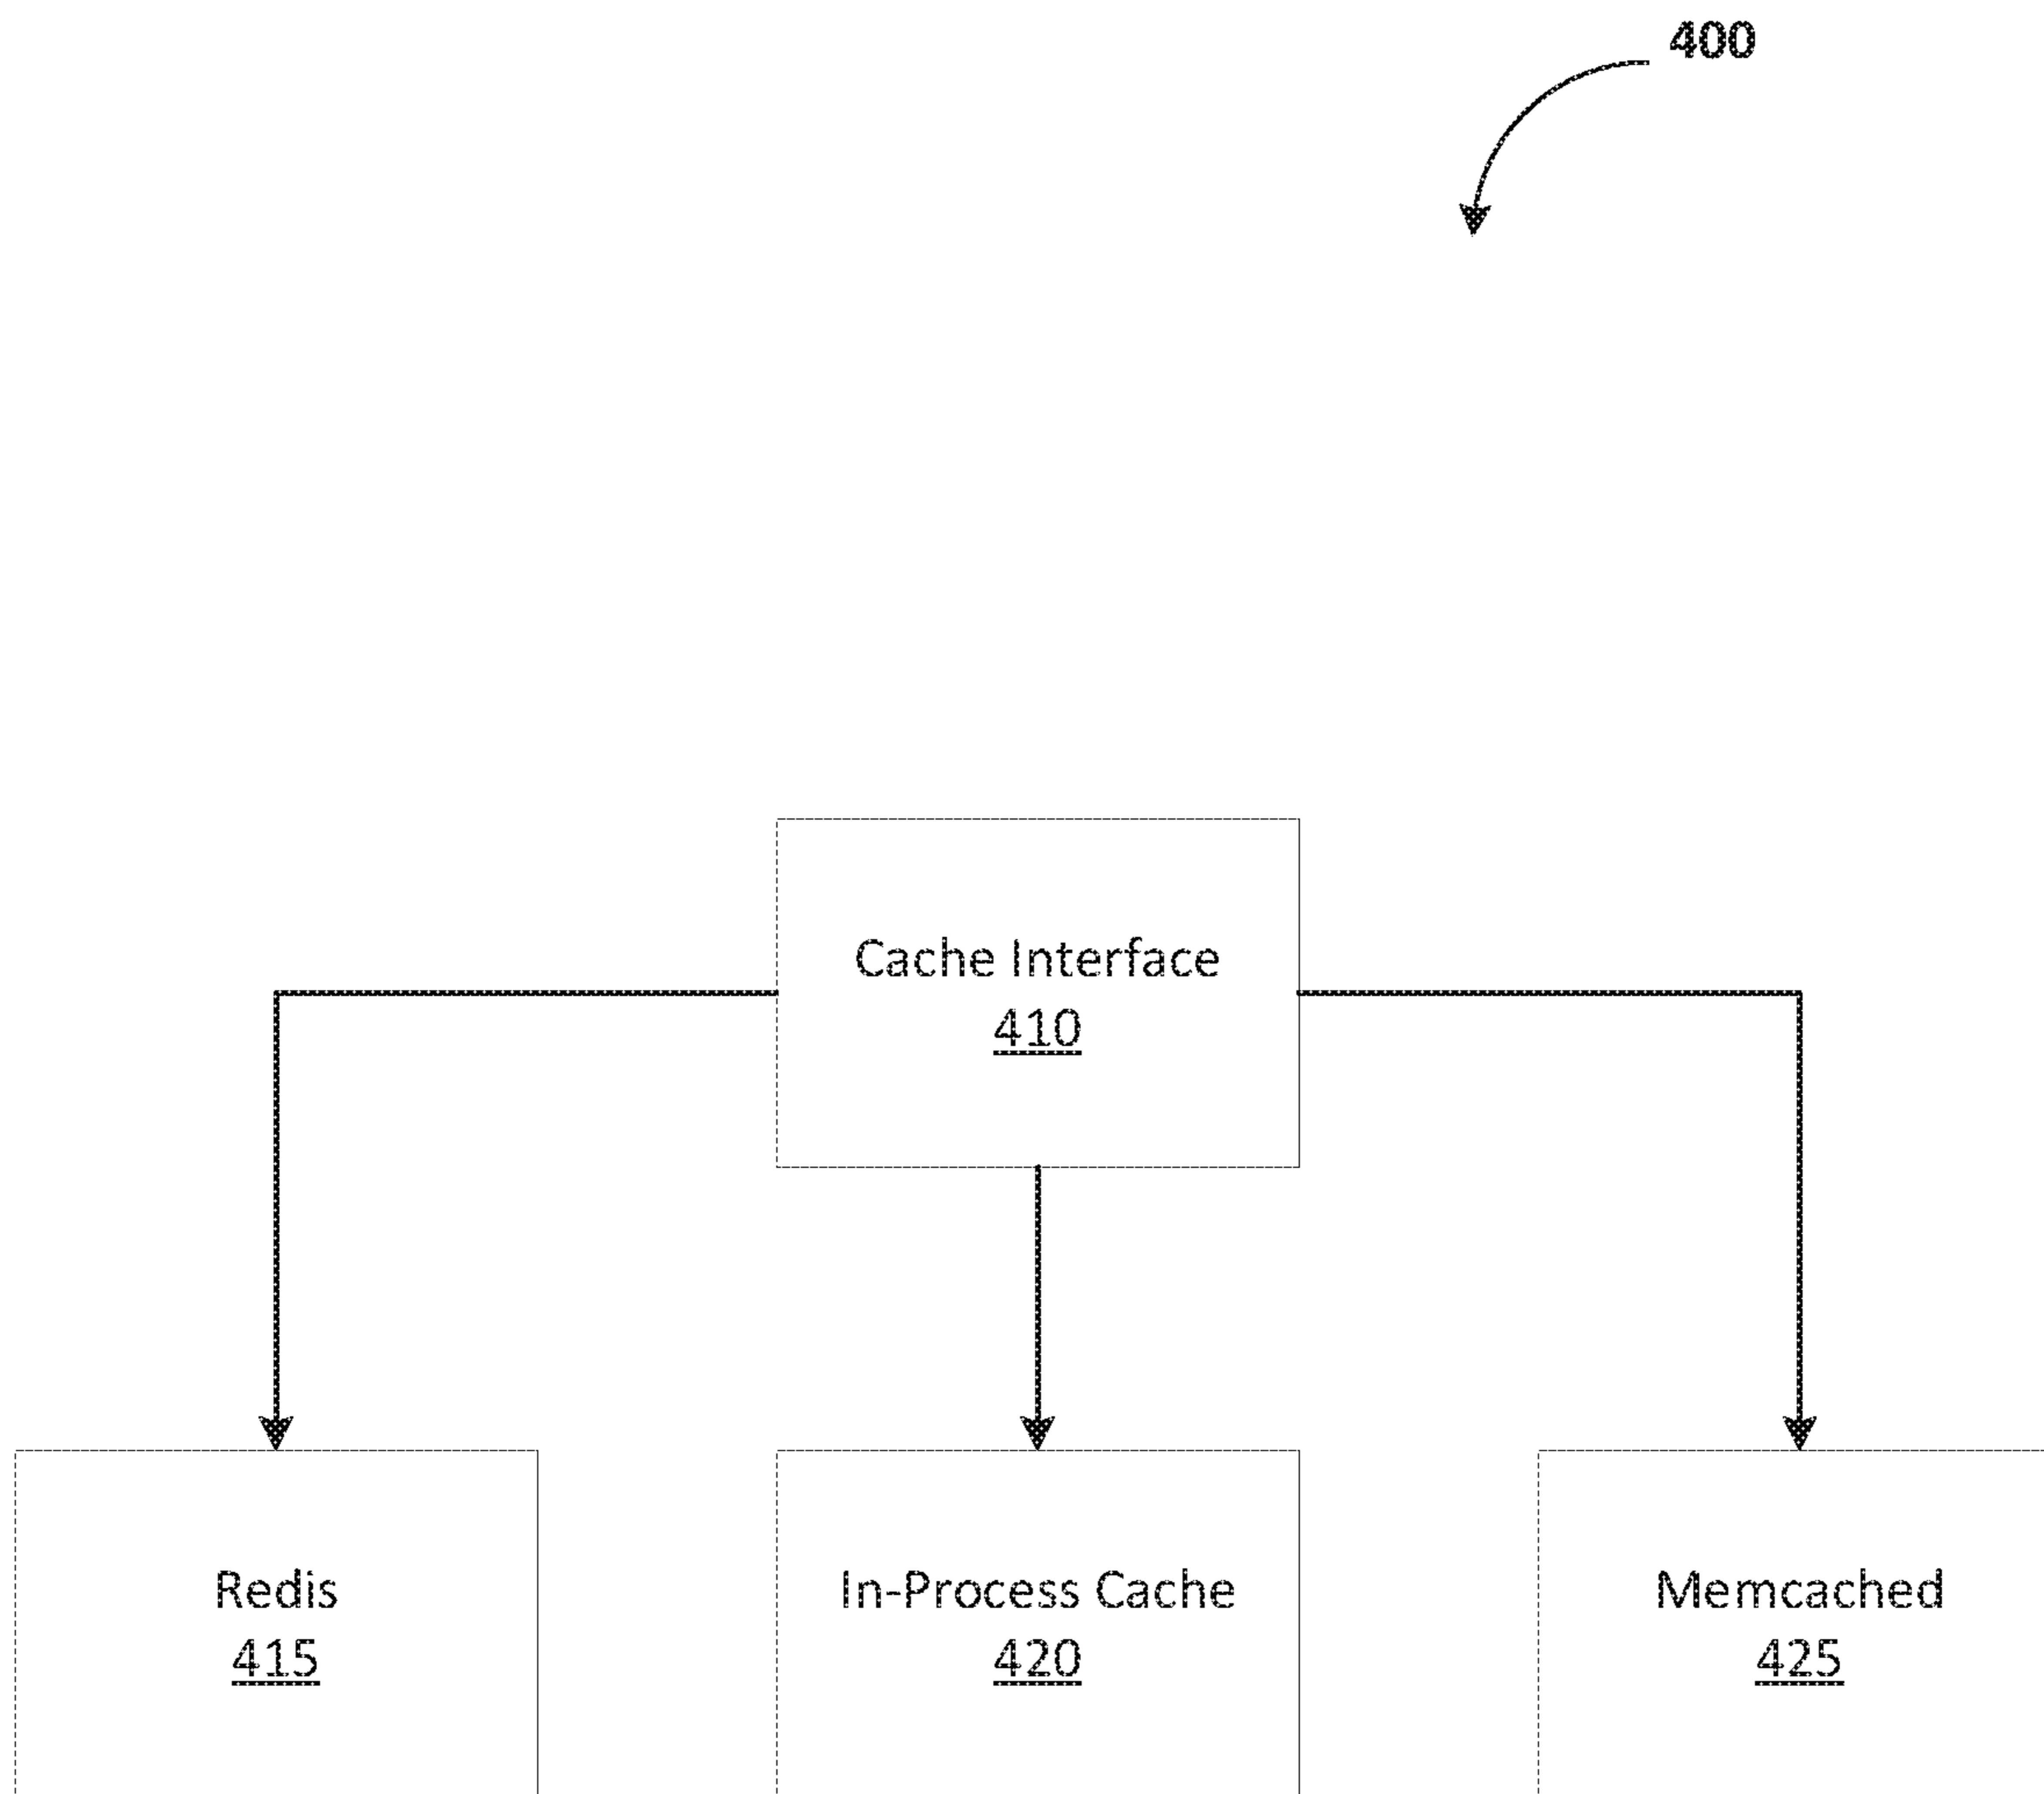 400
Cache Interface
410
Redis
415
In-Process Cache
420
Memcached
425